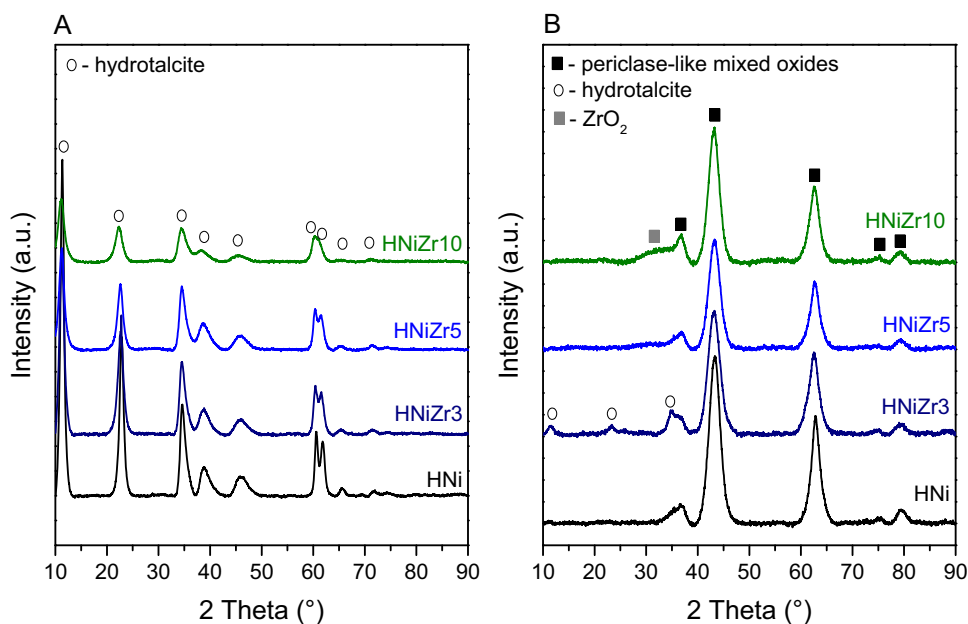 A
- hydrotalcite
HNiZr10
HNiZr5
HNiZr3
HNi
Intensity (a.u.)
10 20 30 40 50 60 70 80 90
2 Theta (°)
B
- periclase-like mixed oxides
- hydrotalcite
- ZrO2
HNiZr10
HNiZr5
HNiZr3
HNi
Intensity (a.u.)
10 20 30 40 50 60 70 80 90
2 Theta (°)